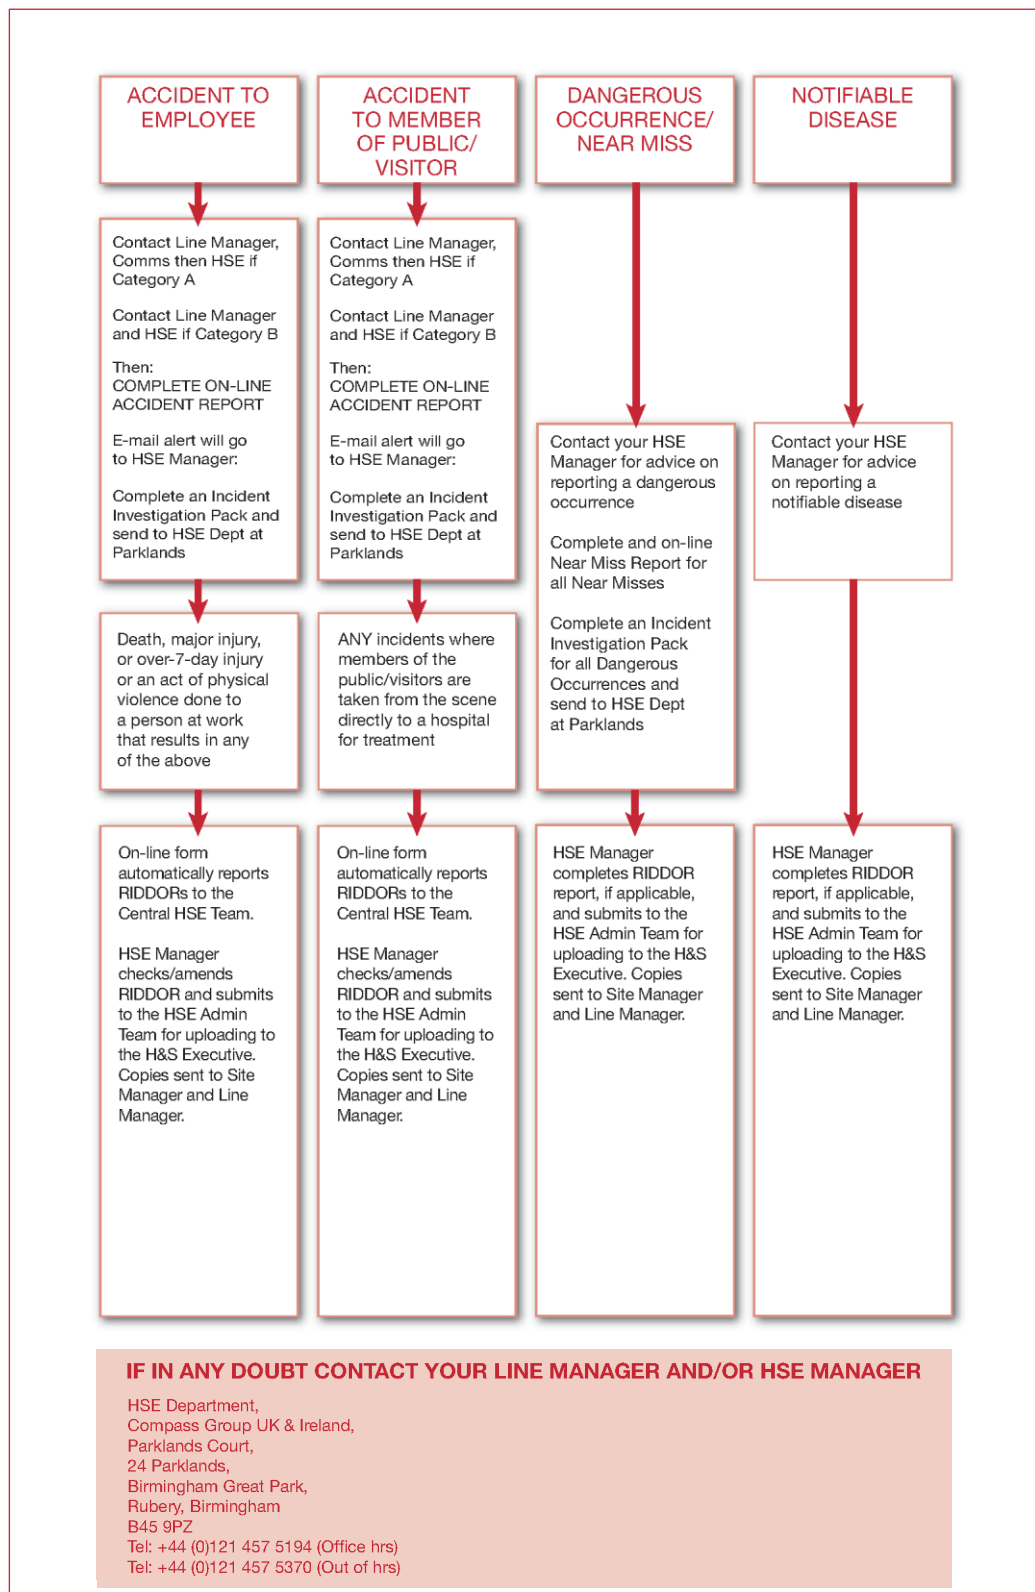 ACCIDENT TO
EMPLOYEE
ACCIDENT
TO MEMBER
OF PUBLIC/
VISITOR
DANGEROUS
OCCURRENCE/
NEAR MISS
NOTIFIABLE
DISEASE
Contact Line Manager,
Comms then HSE if
Category A
Contact Line Manager
and HSE if Category B
Then:
COMPLETE ON-LINE
ACCIDENT REPORT
E-mail alert will go
to HSE Manager:
Complete an Incident
Investigation Pack and
send to HSE Dept at
Parklands
Contact Line Manager,
Comms then HSE if
Category A
Contact Line Manager
and HSE if Category B
Then:
COMPLETE ON-LINE
ACCIDENT REPORT
E-mail alert will go
to HSE Manager:
Complete an Incident
Investigation Pack and
send to HSE Dept at
Parklands
Contact your HSE
Manager for advice on
reporting a dangerous
occurrence
Complete and on-line
Near Miss Report for
all Near Misses
Complete an Incident
Investigation Pack
for all Dangerous
Occurrences and
send to HSE Dept
at Parklands
Contact your HSE
Manager for advice
on reporting a
notifiable disease
Death, major injury,
or over-7-day injury
or an act of physical
violence done to
a person at work
that results in any
of the above
ANY incidents where
members of the
public/visitors are
taken from the scene
directly to a hospital
for treatment
On-line form
automatically reports
RIDDORs to the
Central HSE Team.
HSE Manager
checks/amends
RIDDOR and submits
to the HSE Admin
Team for uploading to
the H&S Executive.
Copies sent to Site
Manager and Line
Manager.
On-line form
automatically reports
RIDDORs to the
Central HSE Team.
HSE Manager
checks/amends
RIDDOR and submits
to the HSE Admin
Team for uploading to
the H&S Executive.
Copies sent to Site
Manager and Line
Manager.
HSE Manager
completes RIDDOR
report, if applicable,
and submits to the
HSE Admin Team for
uploading to the H&S
Executive. Copies
sent to Site Manager
and Line Manager.
HSE Manager
completes RIDDOR
report, if applicable,
and submits to the
HSE Admin Team for
uploading to the H&S
Executive. Copies
sent to Site Manager
and Line Manager.
IF IN ANY DOUBT CONTACT YOUR LINE MANAGER AND/OR HSE MANAGER
HSE Department,
Compass Group UK & Ireland,
Parklands Court,
24 Parklands,
Birmingham Great Park,
Rubery, Birmingham
B45 9PZ
Tel: +44 (0)121 457 5194 (Office hrs)
Tel: +44 (0)121 457 5370 (Out of hrs)